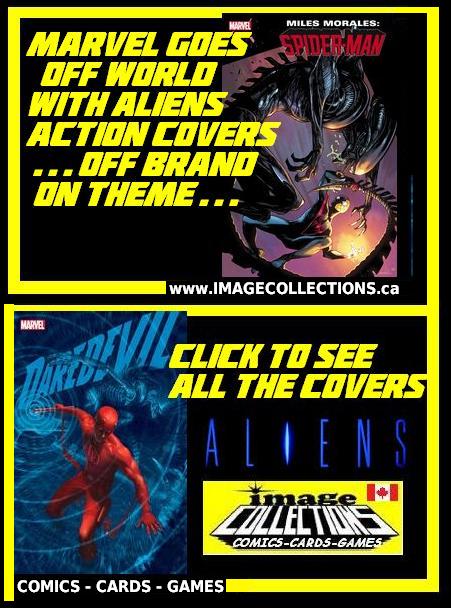 MARVEL GOES
OFF WORLD
WITH ALIENS
ACTION COVERS
...OFF BRAND
ON THEME...
MARVEL
MILES MORALES:
SPIDER-MAN
www.IMAGECOLLECTIONS.ca
MARVEL
DAREDEVIL
CLICK TO SEE
ALL THE COVERS
ALIENS
image
COLLECTIONS
COMICS-CARDS-GAMES
COMICS - CARDS - GAMES